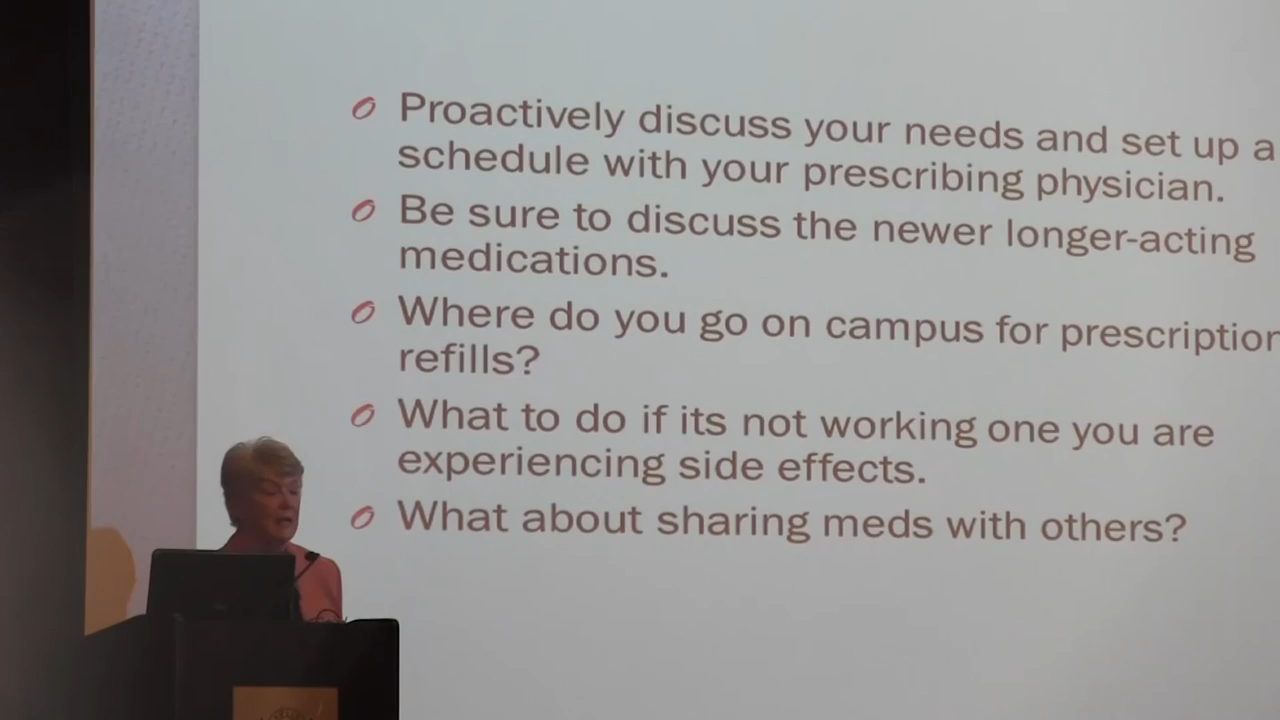 Proactively discuss your needs and set up a
schedule with your prescribing physician.
Be sure to discuss the newer longer-acting
medications.
Where do you go on campus for prescription
refills?
What to do if its not working one you are
experiencing side effects.
What about sharing meds with others?